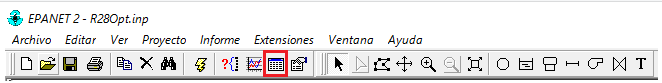 EPANET 2 - R28Opt.inp
Archivo Editar Ver Proyecto Informe Extensiones Ventana Ayuda
T